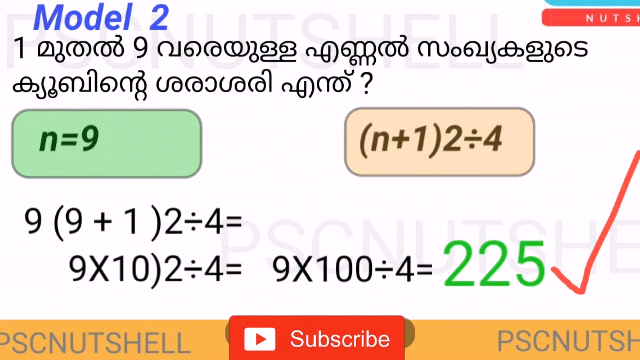 Model 2
NUTSH
1 മുതൽ 9 വരെയുള്ള എണ്ണൽ സംഖ്യകളുടെ
ക്യൂബിന്റെ ശരാശരി എന്ത് ?
n=9
(n+1)2÷4
9 (9 + 1 )2÷4=
9X10)2÷4= 9X100÷4= 225
PSCNUTSHELL
PSCNUTSHELL Subscribe PSCNUTSH